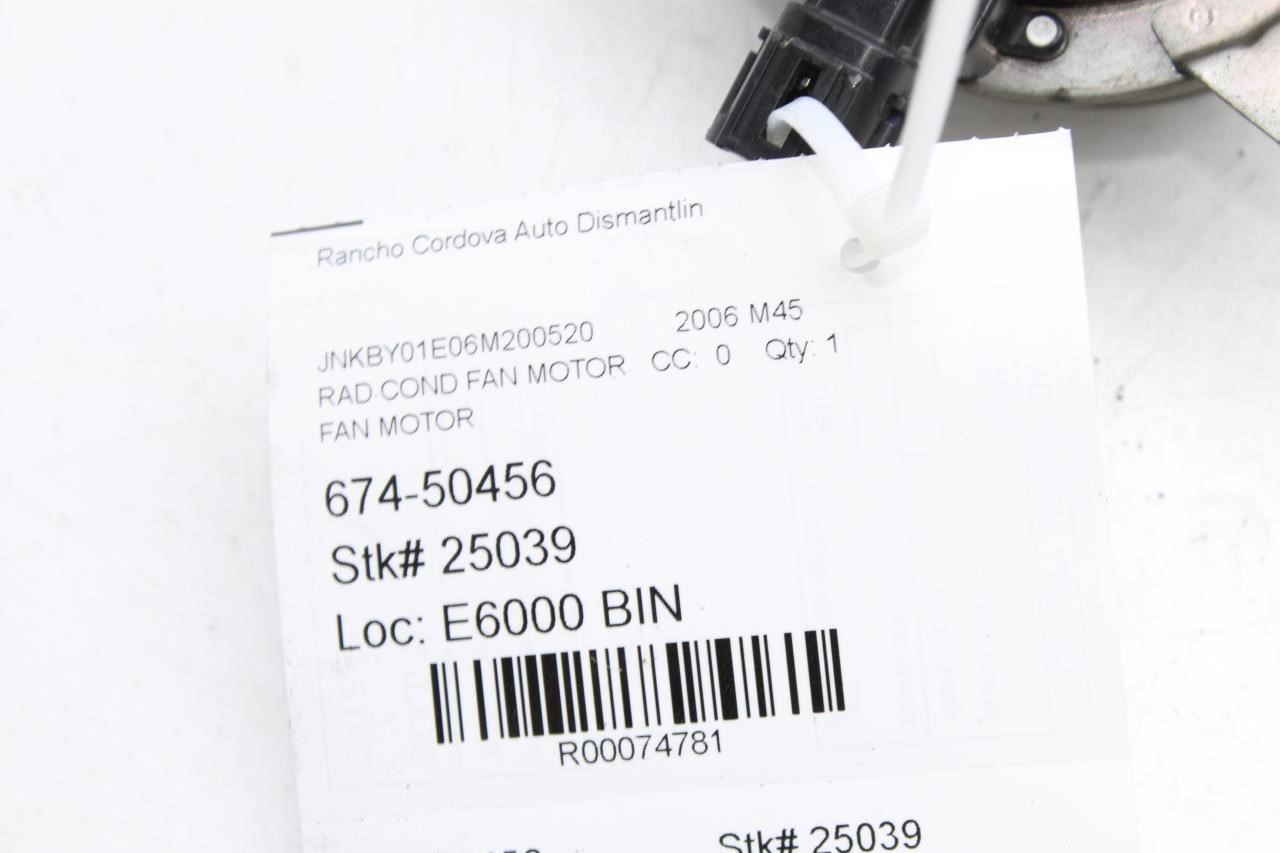 Rancho Cordova Auto Dismantlin
JNKBY01E06M200520 2006 M45
RAD COND FAN MOTOR CC: 0 Qty: 1
FAN MOTOR
674-50456
Stk# 25039
Loc: E6000 BIN
R00074781
Stk# 25039